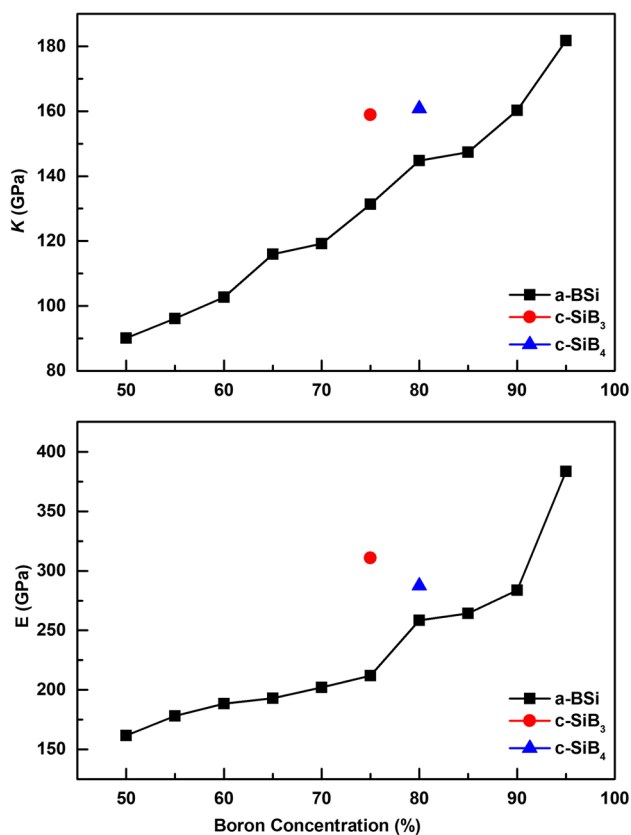 180
160
140
120
100
80
K (GPa)
a-BSi
c-SiB₃
c-SiB₄
50 60 70 80 90 100
400
350
300
250
200
150
E (GPa)
a-BSi
c-SiB₃
c-SiB₄
50 60 70 80 90 100
Boron Concentration (%)